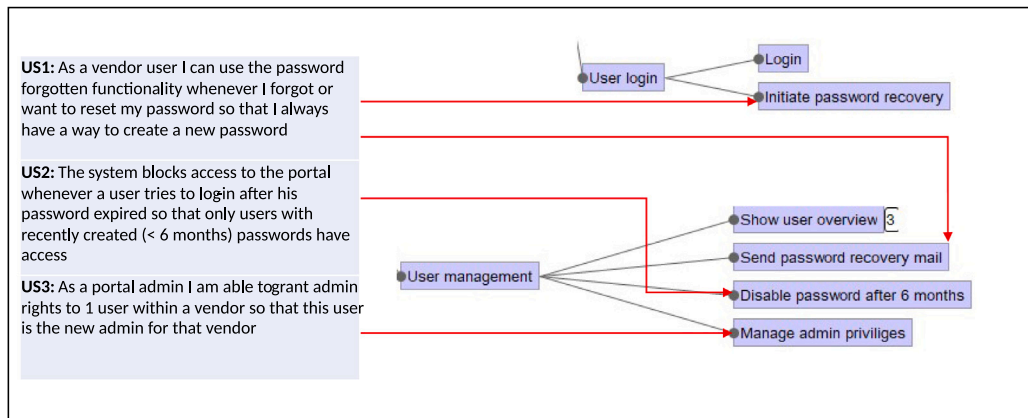 US1: As a vendor user I can use the password
forgotten functionality whenever I forgot or
want to reset my password so that I always
have a way to create a new password
US2: The system blocks access to the portal
whenever a user tries to login after his
password expired so that only users with
recently created (< 6 months) passwords have
access
US3: As a portal admin I am able togrant admin
rights to 1 user within a vendor so that this user
is the new admin for that vendor
User login
Login
Initiate password recovery
User management
Show user overview 3
Send password recovery mail
Disable password after 6 months
Manage admin priviliges